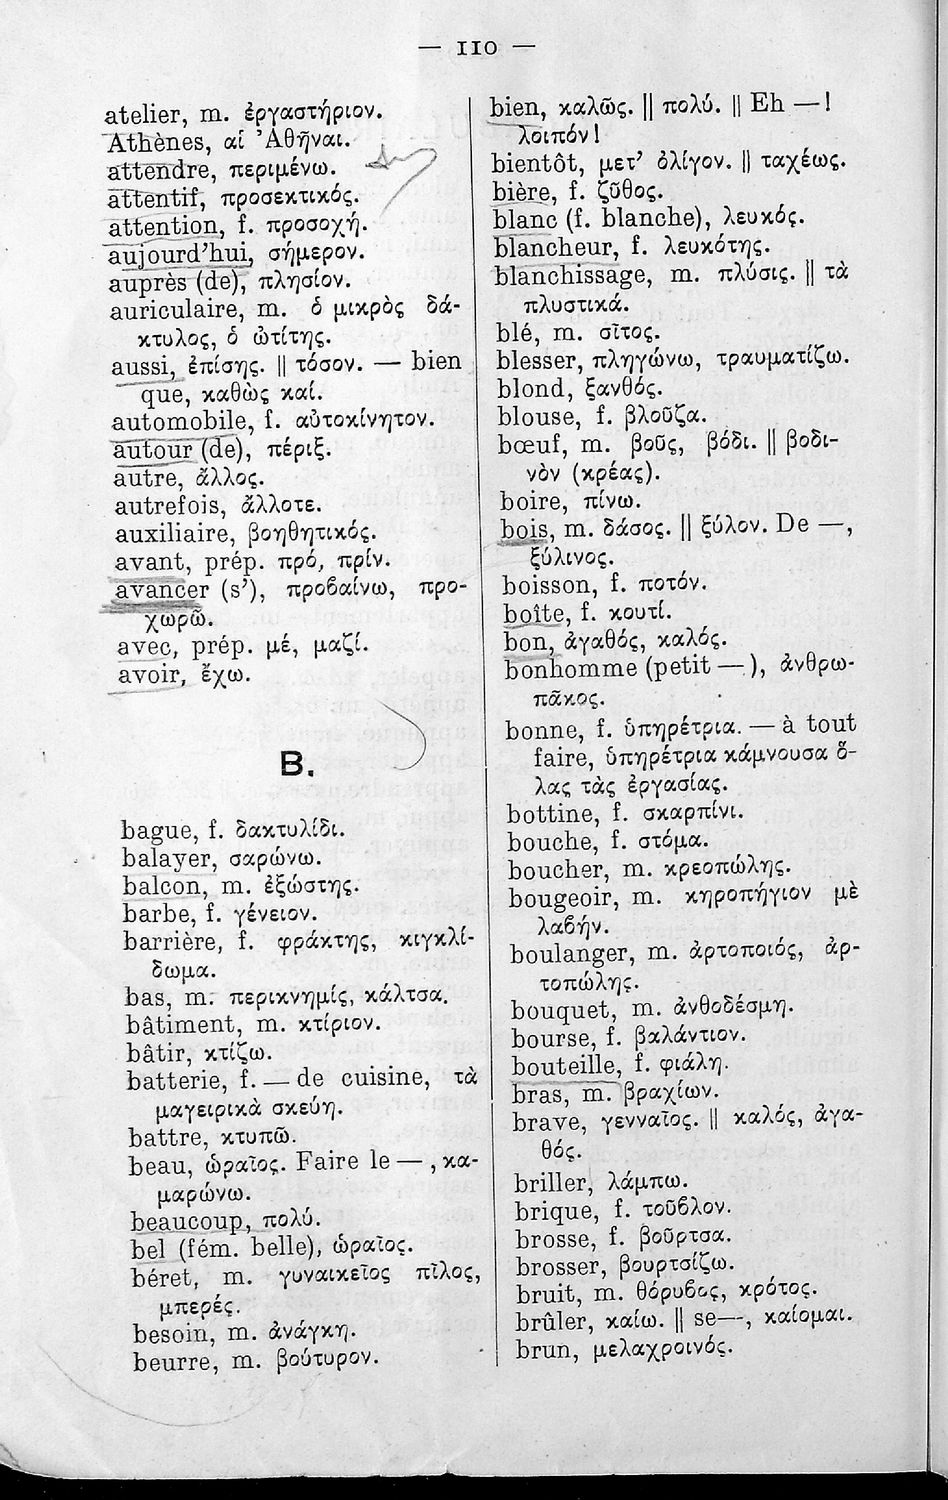 — 110 —
atelier, m. ἐργαστήριον.
Athènes, αἱ Ἀθῆναι.
attendre, περιμένω.
attentif, προσεκτικός.
attention, f. προσοχή.
aujourd'hui, σήμερον.
auprès (de), πλησίον.
auriculaire, m. ὁ μικρὸς δά-
κτυλος, ὁ ὠτίτης.
aussi, ἐπίσης. || τόσον. — bien
que, καθὼς καί.
automobile, f. αὐτοκίνητον.
autour (de), πέριξ.
autre, ἄλλος.
autrefois, ἄλλοτε.
auxiliaire, βοηθητικός.
avant, prép. πρό, πρίν.
avancer (s'), προβαίνω, προ-
χωρῶ.
avec, prép. μέ, μαζί.
avoir, ἔχω.
B.
bague, f. δακτυλίδι.
balayer, σαρώνω.
balcon, m. ἐξώστης.
barbe, f. γένειον.
barrière, f. φράκτης, κιγκλί-
δωμα.
bas, m. περικνημίς, κάλτσα.
bâtiment, m. κτίριον.
bâtir, κτίζω.
batterie, f. — de cuisine, τὰ
μαγειρικὰ σκεύη.
battre, κτυπῶ.
beau, ὡραῖος. Faire le — , κα-
μαρώνω.
beaucoup, πολύ.
bel (fém. belle), ὡραῖος.
béret, m. γυναικεῖος πῖλος,
μπερές.
besoin, m. ἀνάγκη.
beurre, m. βούτυρον.
bien, καλῶς. || πολύ. || Eh — !
λοιπόν!
bientôt, μετ' ὀλίγον. || ταχέως.
bière, f. ζῦθος.
blanc (f. blanche), λευκός.
blancheur, f. λευκότης.
blanchissage, m. πλύσις. || τὰ
πλυστικά.
blé, m. σῖτος.
blesser, πληγώνω, τραυματίζω.
blond, ξανθός.
blouse, f. βλοῦζα.
bœuf, m. βοῦς, βόδι. || βοδι-
νὸν (κρέας).
boire, πίνω.
bois, m. δάσος. || ξύλον. De —,
ξύλινος.
boisson, f. ποτόν.
boîte, f. κουτί.
bon, ἀγαθός, καλός.
bonhomme (petit — ), ἀνθρω-
πᾶκος.
bonne, f. ὑπηρέτρια. — à tout
faire, ὑπηρέτρια κάμνουσα ὅ-
λας τὰς ἐργασίας.
bottine, f. σκαρπίνι.
bouche, f. στόμα.
boucher, m. κρεοπώλης.
bougeoir, m. κηροπήγιον μὲ
λαβήν.
boulanger, m. ἀρτοποιός, ἀρ-
τοπώλης.
bouquet, m. ἀνθοδέσμη.
bourse, f. βαλάντιον.
bouteille, f. φιάλη.
bras, m. βραχίων.
brave, γενναῖος. || καλός, ἀγα-
θός.
briller, λάμπω.
brique, f. τοῦβλον.
brosse, f. βοῦρτσα.
brosser, βουρτσίζω.
bruit, m. θόρυβος, κρότος.
brûler, καίω. || se—, καίομαι.
brun, μελαχροινός.